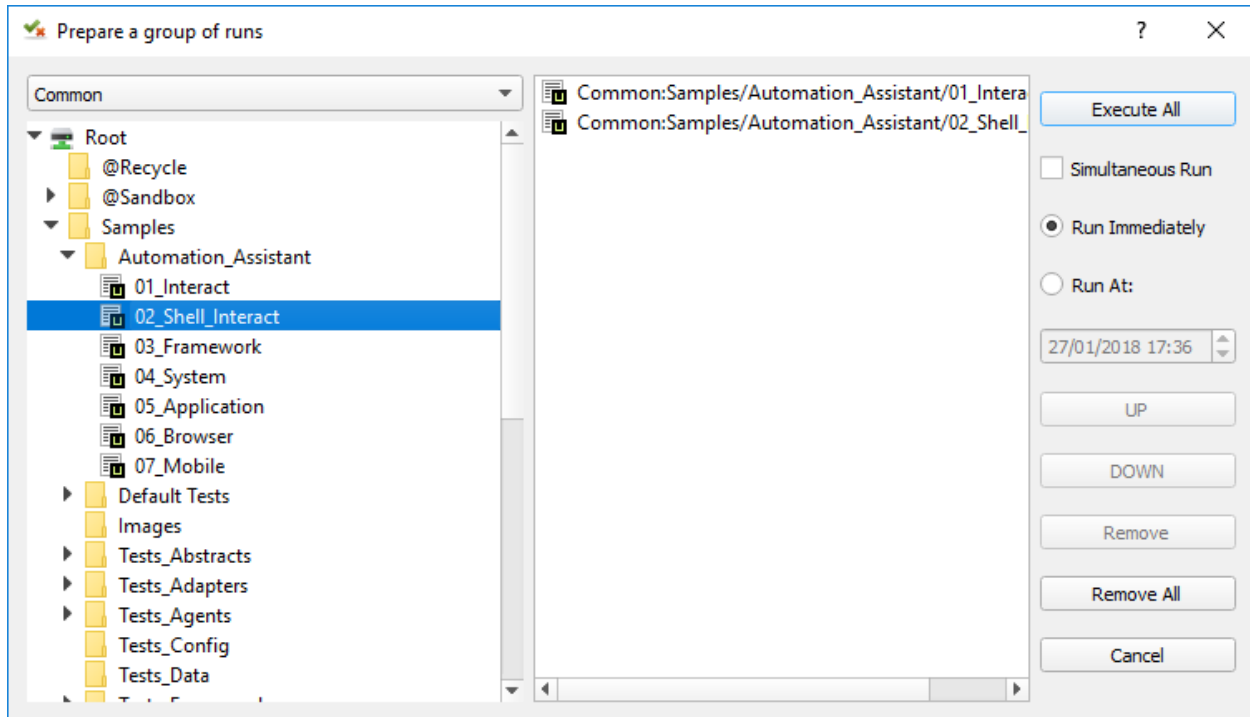 Prepare a group of runs
Common
Root
@Recycle
@Sandbox
Samples
Automation_Assistant
01_Interact
02_Shell_Interact
03_Framework
04_System
05_Application
06_Browser
07_Mobile
Default Tests
Images
Tests_Abstracts
Tests_Adapters
Tests_Agents
Tests_Config
Tests_Data
Common:Samples/Automation_Assistant/01_Intera
Common:Samples/Automation_Assistant/02_Shell_
Execute All
Simultaneous Run
Run Immediately
Run At:
27/01/2018 17:36
UP
DOWN
Remove
Remove All
Cancel